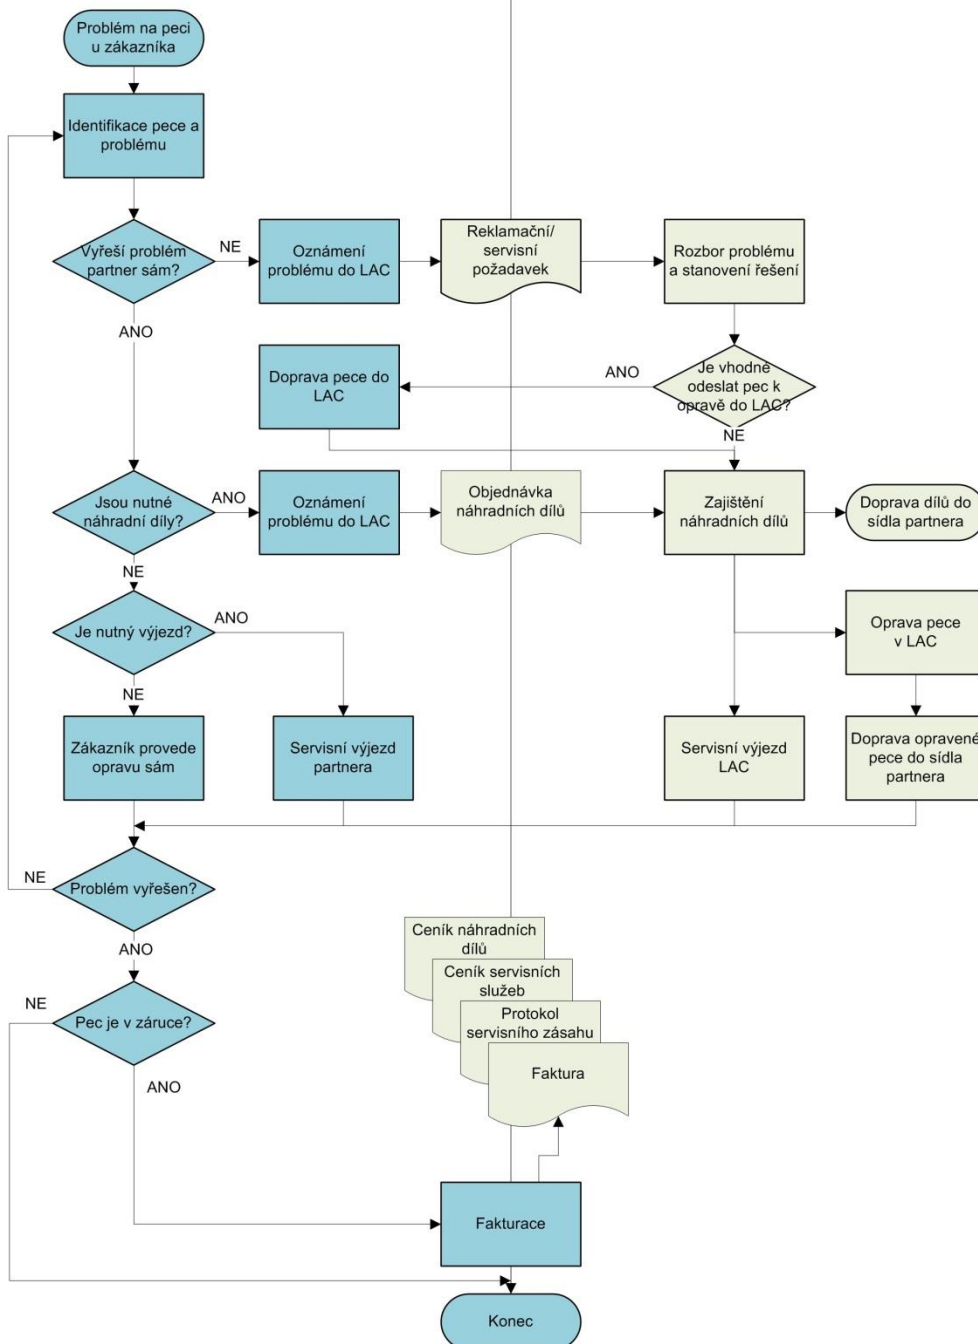 Problém na peci
u zákazníka
Identifikace pece a
problému
Vyřeší problém
partner sám?
NE
Oznámení
problému do LAC
Reklamační/
servisní
požadavek
Rozbor problému
a stanovení řešení
ANO
Doprava pece do
LAC
ANO
Je vhodné
odeslat pec k
opravě do LAC?
NE
Jsou nutné
náhradní díly?
ANO
Oznámení
problému do LAC
Objednávka
náhradních dílů
Zajištění
náhradních dílů
Doprava dílů do
sídla partnera
NE
Je nutný výjezd?
ANO
Oprava pece
v LAC
NE
Zákazník provede
opravu sám
Servisní výjezd
partnera
Servisní výjezd
LAC
Doprava opravené
pece do sídla
partnera
NE
Problém vyřešen?
ANO
Ceník náhradních
dílů
Ceník servisních
služeb
Protokol
servisního zásahu
Faktura
NE
Pec je v záruce?
ANO
Fakturace
Konec